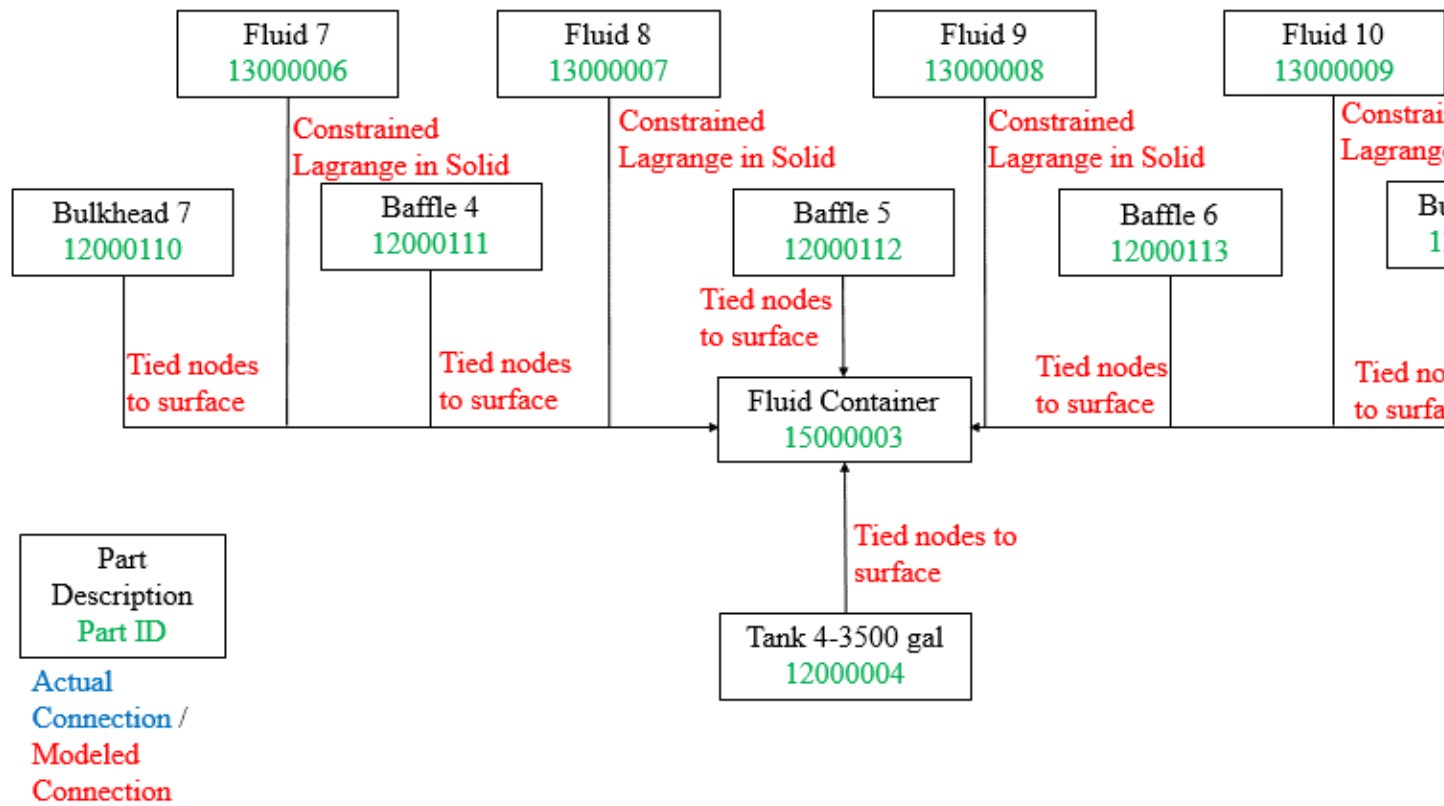 Fluid 7
13000006
Fluid 8
13000007
Fluid 9
13000008
Fluid 10
13000009
Constrained
Lagrange in Solid
Constrained
Lagrange in Solid
Constrained
Lagrange in Solid
Bulkhead 7
12000110
Baffle 4
12000111
Baffle 5
12000112
Baffle 6
12000113
Tied nodes
to surface
Tied nodes
to surface
Tied nodes
to surface
Tied nodes
to surface
Tied
to
Fluid Container
15000003
Tied nodes to
surface
Tank 4-3500 gal
12000004
Part
Description
Part ID
Actual
Connection /
Modeled
Connection